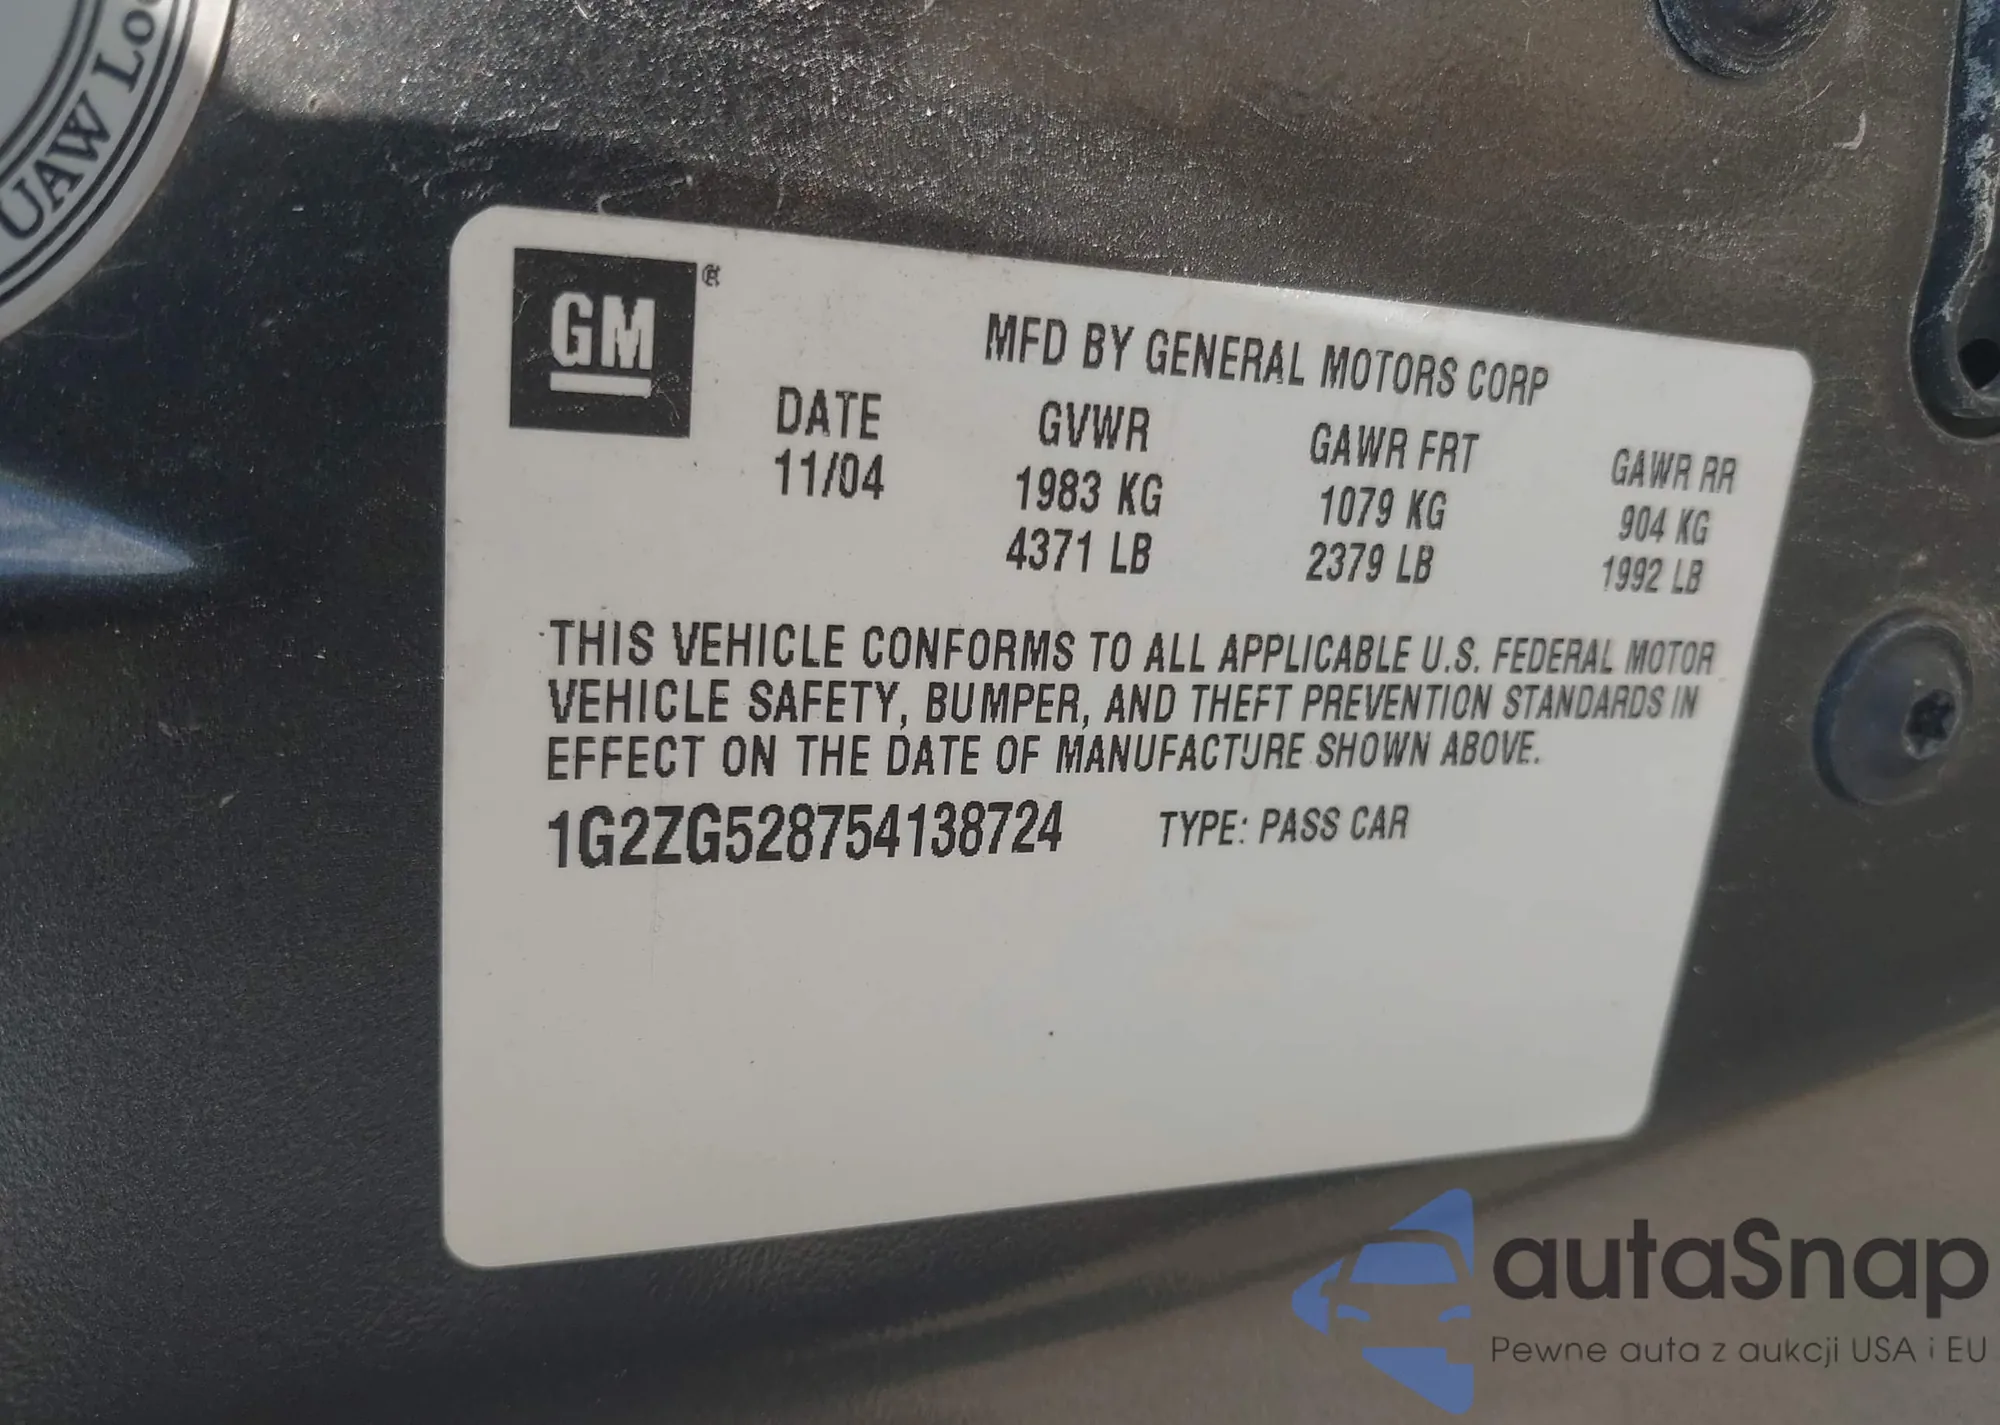 UAW Lo
GM ®
MFD BY GENERAL MOTORS CORP
DATE GVWR GAWR FRT GAWR RR
11/04 1983 KG 1079 KG 904 KG
4371 LB 2379 LB 1992 LB
THIS VEHICLE CONFORMS TO ALL APPLICABLE U.S. FEDERAL MOTOR
VEHICLE SAFETY, BUMPER, AND THEFT PREVENTION STANDARDS IN
EFFECT ON THE DATE OF MANUFACTURE SHOWN ABOVE.
1G2ZG528754138724 TYPE: PASS CAR
autaSnap
Pewne auta z aukcji USA i EU